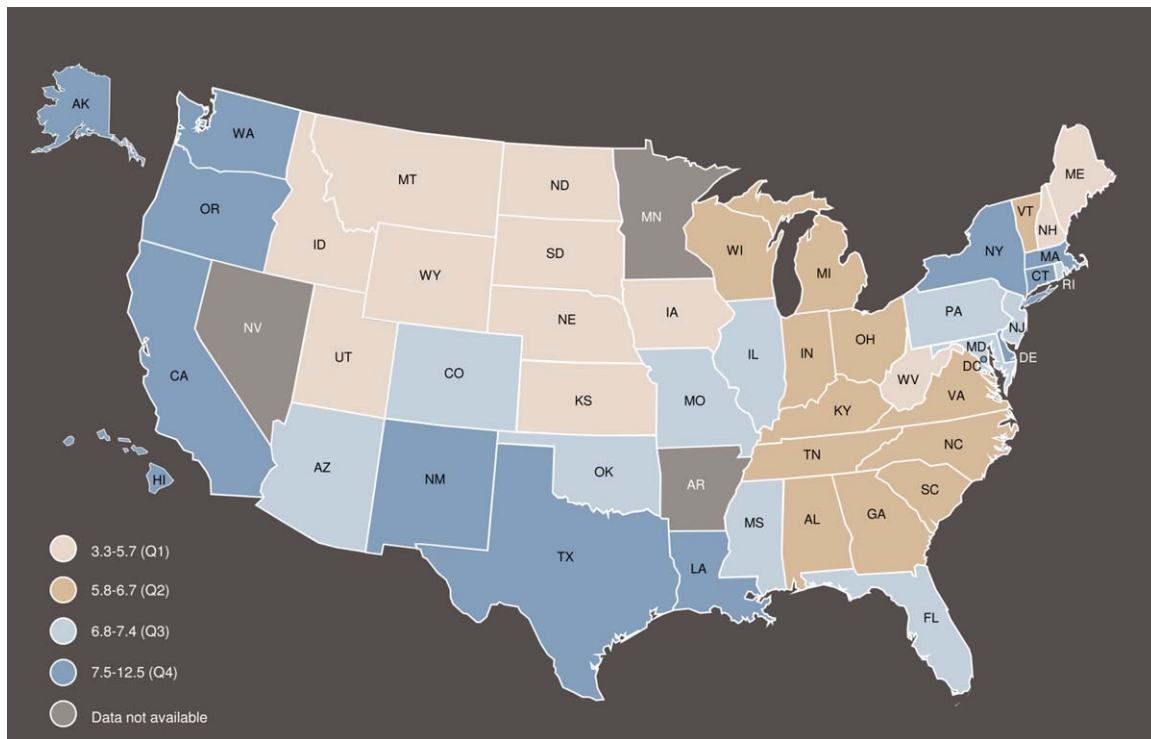 AK
WA
MT
ND
MN
ME
VT
NH
OR
ID
SD
WI
MI
NY
MA
CT
RI
WY
IA
PA
NJ
NE
OH
NV
UT
IL
IN
MD
DE
DC
CO
WV
CA
KS
MO
VA
KY
NC
TN
AZ
OK
NM
AR
SC
HI
MS
AL
GA
TX
LA
FL
3.3-5.7 (Q1)
5.8-6.7 (Q2)
6.8-7.4 (Q3)
7.5-12.5 (Q4)
Data not available